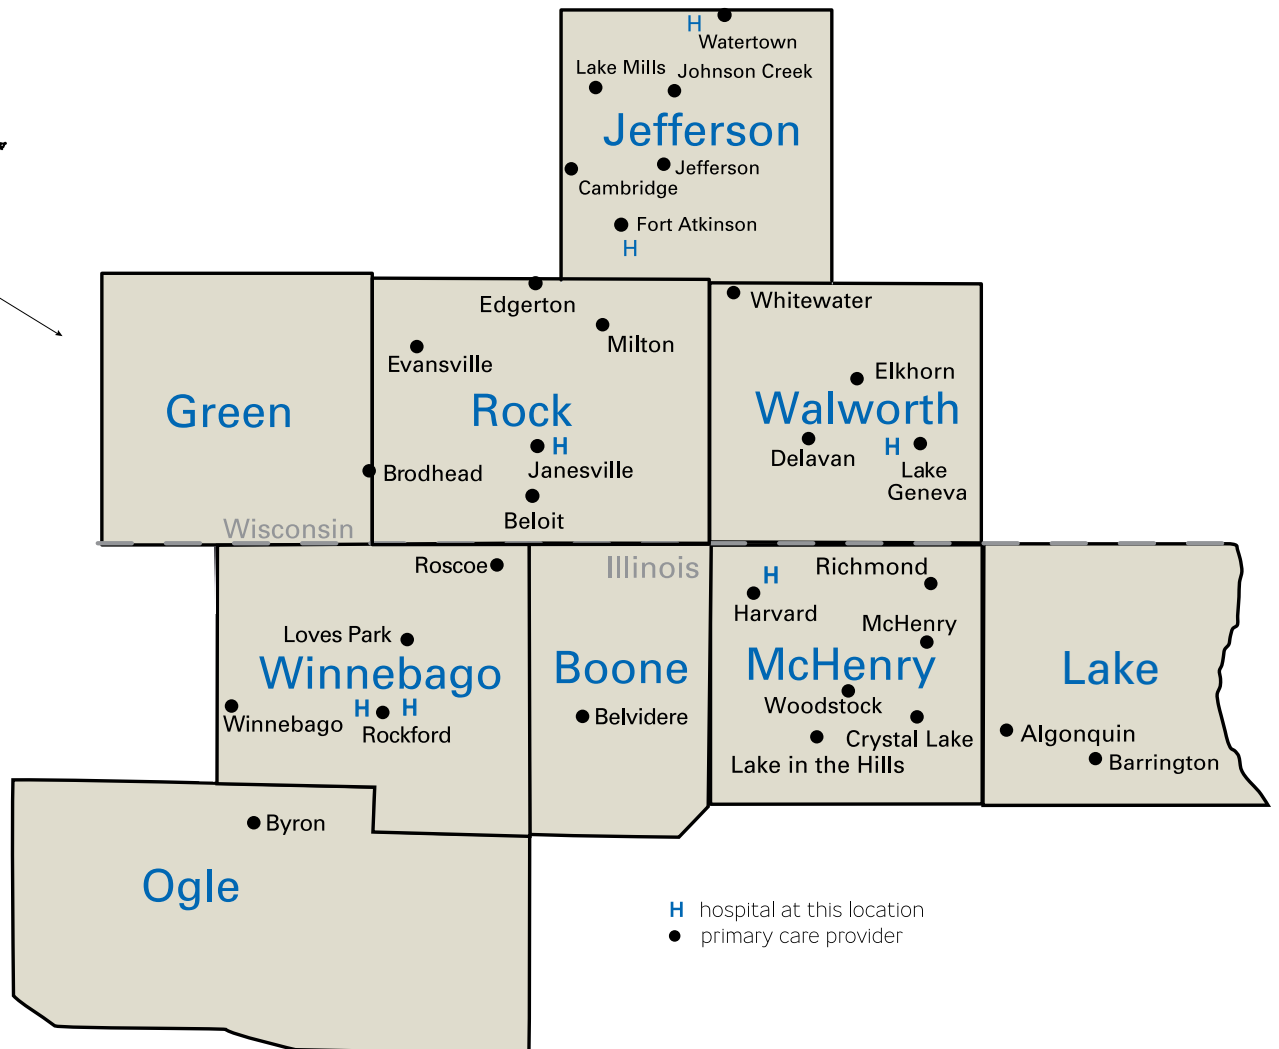 H
Watertown
Lake Mills
Johnson Creek
Jefferson
Jefferson
Cambridge
Fort Atkinson
H
Edgerton
Milton
Evansville
Whitewater
Elkhorn
Green
Rock
Walworth
H
Janesville
Delavan
H
Lake
Geneva
Brodhead
Beloit
Wisconsin
Illinois
Roscoe
Loves Park
Winnebago
H
H
Winnebago
Rockford
Boone
Belvidere
H
Harvard
Richmond
McHenry
McHenry
Woodstock
Crystal Lake
Lake in the Hills
Lake
Algonquin
Barrington
Byron
Ogle
H hospital at this location
primary care provider